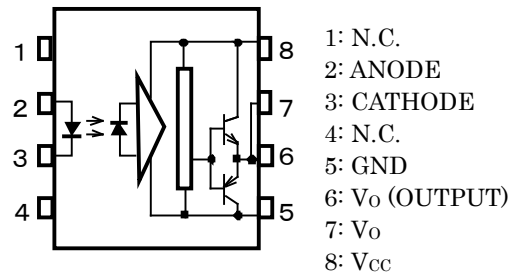 1
2
3
4
8
7
6
5
1: N.C.
2: ANODE
3: CATHODE
4: N.C.
5: GND
6: VO (OUTPUT)
7: VO
8: VCC